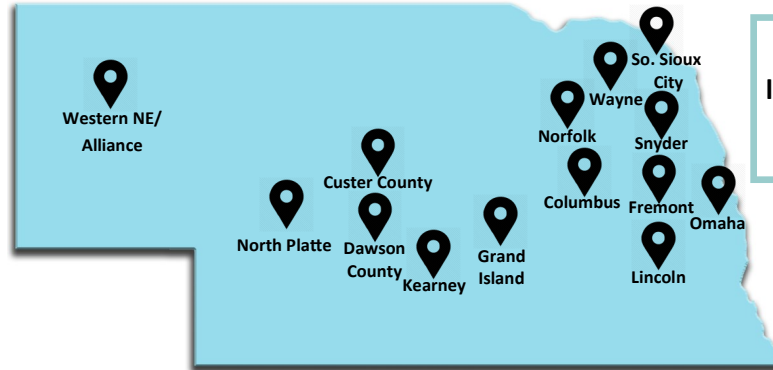 So. Sioux
City
Wayne
Western NE/
Alliance
Norfolk
Snyder
Custer County
Columbus
Fremont
Omaha
North Platte
Dawson
County
Kearney
Grand
Island
Lincoln